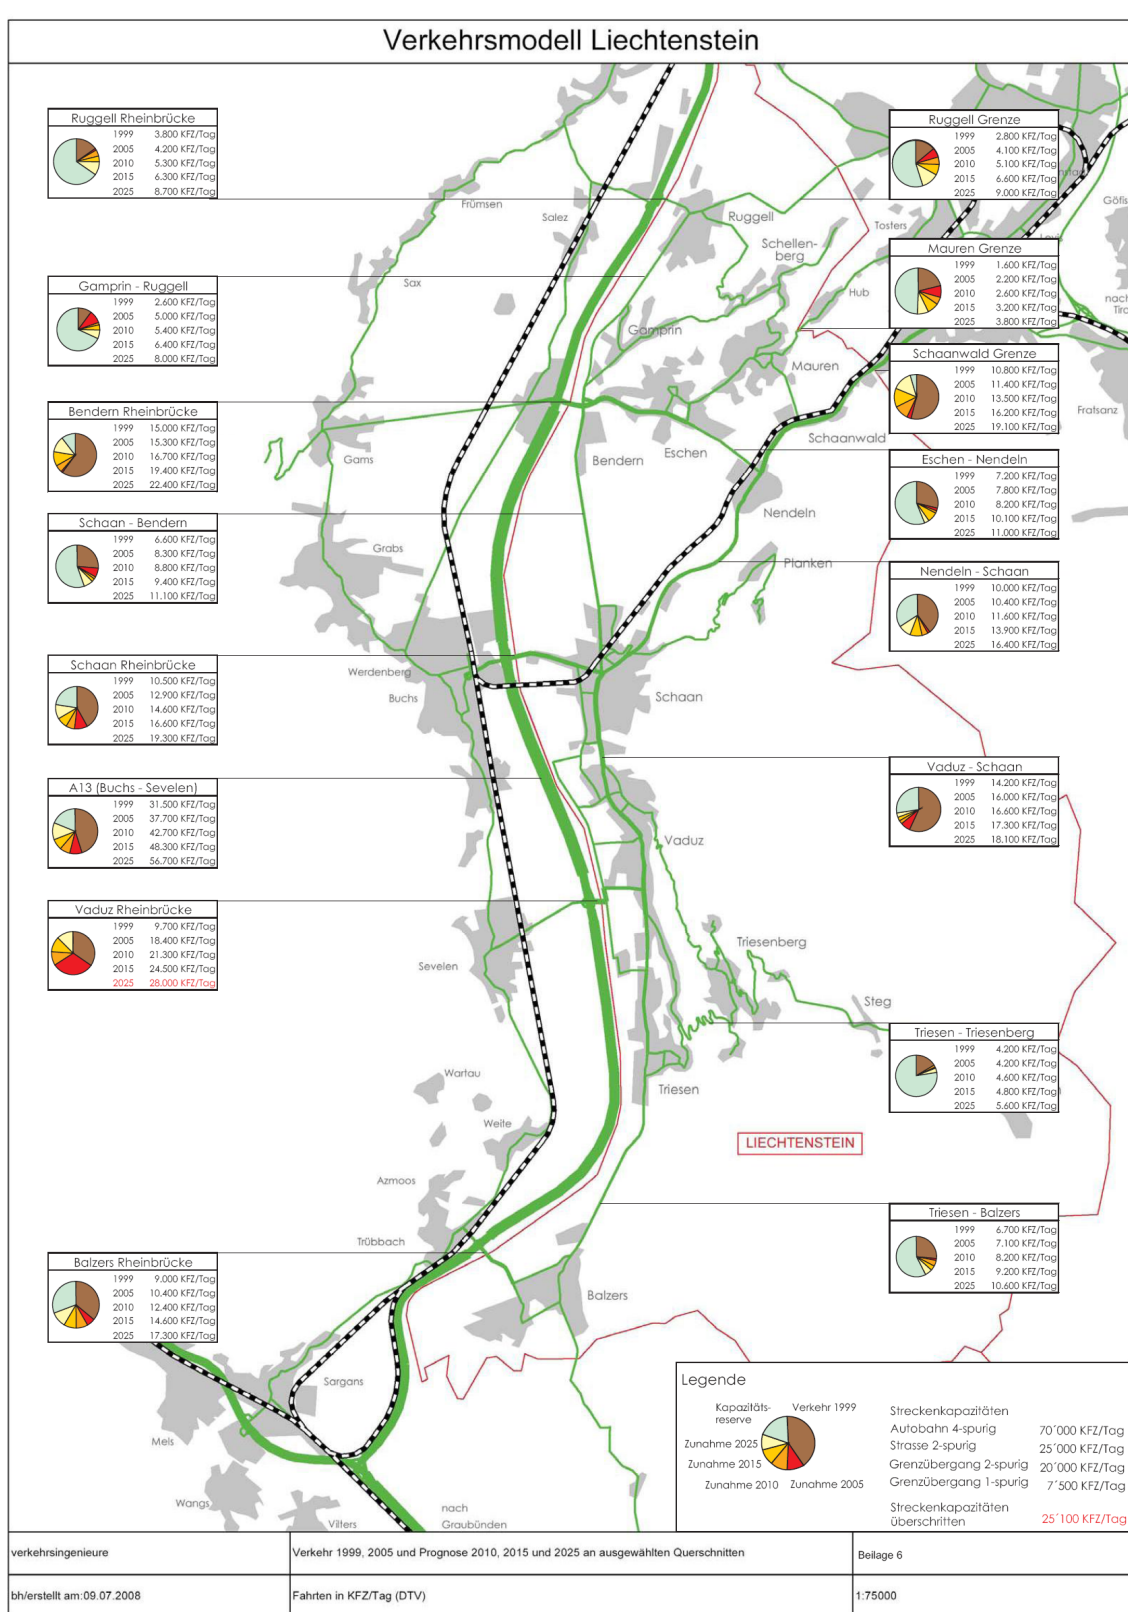 Verkehrsmodell Liechtenstein
Ruggell Rheinbrücke
1999 3.800 KFZ/Tag
2005 4.200 KFZ/Tag
2010 5.300 KFZ/Tag
2015 6.300 KFZ/Tag
2025 8.700 KFZ/Tag
Gamprin - Ruggell
1999 2.600 KFZ/Tag
2005 5.000 KFZ/Tag
2010 5.400 KFZ/Tag
2015 6.400 KFZ/Tag
2025 8.000 KFZ/Tag
Bendern Rheinbrücke
1999 15.000 KFZ/Tag
2005 15.300 KFZ/Tag
2010 16.700 KFZ/Tag
2015 19.400 KFZ/Tag
2025 22.400 KFZ/Tag
Schaan - Bendern
1999 6.600 KFZ/Tag
2005 8.300 KFZ/Tag
2010 8.800 KFZ/Tag
2015 9.400 KFZ/Tag
2025 11.100 KFZ/Tag
Schaan Rheinbrücke
1999 10.500 KFZ/Tag
2005 12.900 KFZ/Tag
2010 14.600 KFZ/Tag
2015 16.600 KFZ/Tag
2025 19.300 KFZ/Tag
A13 (Buchs - Sevelen)
1999 31.500 KFZ/Tag
2005 37.700 KFZ/Tag
2010 42.700 KFZ/Tag
2015 48.300 KFZ/Tag
2025 56.700 KFZ/Tag
Vaduz Rheinbrücke
1999 9.700 KFZ/Tag
2005 18.400 KFZ/Tag
2010 21.300 KFZ/Tag
2015 24.500 KFZ/Tag
2025 28.000 KFZ/Tag
Balzers Rheinbrücke
1999 9.000 KFZ/Tag
2005 10.400 KFZ/Tag
2010 12.400 KFZ/Tag
2015 14.600 KFZ/Tag
2025 17.300 KFZ/Tag
Frümsen
Salez
Ruggell
Schellen-
berg
Tosters
Göfis
Sax
Hub
nach
Gamprin
Mauren
Schaanwald
Fratsanz
Gams
Bendern
Eschen
Nendeln
Grabs
Planken
Werdenberg
Buchs
Schaan
Vaduz
Triesenberg
Sevelen
Steg
Wartau
Triesen
Weite
LIECHTENSTEIN
Azmoos
Trübbach
Balzers
Sargans
Mels
Wangs
Vilters
nach
Graubünden
Ruggell Grenze
1999 2.800 KFZ/Tag
2005 4.100 KFZ/Tag
2010 5.100 KFZ/Tag
2015 6.600 KFZ/Tag
2025 9.000 KFZ/Tag
Mauren Grenze
1999 1.600 KFZ/Tag
2005 2.200 KFZ/Tag
2010 2.600 KFZ/Tag
2015 3.200 KFZ/Tag
2025 3.800 KFZ/Tag
Schaanwald Grenze
1999 10.800 KFZ/Tag
2005 11.400 KFZ/Tag
2010 13.500 KFZ/Tag
2015 16.200 KFZ/Tag
2025 19.100 KFZ/Tag
Eschen - Nendeln
1999 7.200 KFZ/Tag
2005 7.800 KFZ/Tag
2010 8.200 KFZ/Tag
2015 10.100 KFZ/Tag
2025 11.000 KFZ/Tag
Nendeln - Schaan
1999 10.000 KFZ/Tag
2005 10.400 KFZ/Tag
2010 11.600 KFZ/Tag
2015 13.900 KFZ/Tag
2025 16.400 KFZ/Tag
Vaduz - Schaan
1999 14.200 KFZ/Tag
2005 16.000 KFZ/Tag
2010 16.600 KFZ/Tag
2015 17.300 KFZ/Tag
2025 18.100 KFZ/Tag
Triesen - Triesenberg
1999 4.200 KFZ/Tag
2005 4.200 KFZ/Tag
2010 4.600 KFZ/Tag
2015 4.800 KFZ/Tag
2025 5.600 KFZ/Tag
Triesen - Balzers
1999 6.700 KFZ/Tag
2005 7.100 KFZ/Tag
2010 8.200 KFZ/Tag
2015 9.200 KFZ/Tag
2025 10.600 KFZ/Tag
Legende
Kapazitäts-
reserve
Verkehr 1999
Zunahme 2025
Zunahme 2015
Zunahme 2010
Zunahme 2005
Streckenkapazitäten
Autobahn 4-spurig 70´000 KFZ/Tag
Strasse 2-spurig 25´000 KFZ/Tag
Grenzübergang 2-spurig 20´000 KFZ/Tag
Grenzübergang 1-spurig 7´500 KFZ/Tag
Streckenkapazitäten
überschritten 25´100 KFZ/Tag
verkehrsingenieure
Verkehr 1999, 2005 und Prognose 2010, 2015 und 2025 an ausgewählten Querschnitten
Beilage 6
bh/erstellt am:09.07.2008
Fahrten in KFZ/Tag (DTV)
1:75000